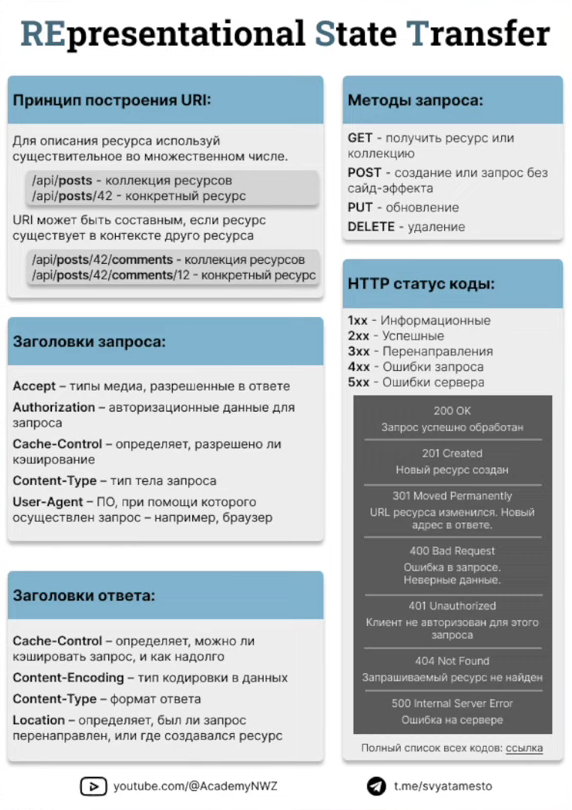 REpresentational State Transfer
Принцип построения URI:
Для описания ресурса используй
существительное во множественном числе.
/api/posts - коллекция ресурсов
/api/posts/42 - конкретный ресурс
URI может быть составным, если ресурс
существует в контексте другого ресурса
/api/posts/42/comments - коллекция ресурсов
/api/posts/42/comments/12 - конкретный ресурс
Заголовки запроса:
Accept – типы медиа, разрешенные в ответе
Authorization – авторизационные данные для
запроса
Cache-Control – определяет, разрешено ли
кэширование
Content-Type – тип тела запроса
User-Agent – ПО, при помощи которого
осуществлен запрос – например, браузер
Заголовки ответа:
Cache-Control – определяет, можно ли
кэшировать запрос, и как надолго
Content-Encoding – тип кодировки в данных
Content-Type – формат ответа
Location – определяет, был ли запрос
перенаправлен, или где создавался ресурс
Методы запроса:
GET - получить ресурс или
коллекцию
POST - создание или запрос без
сайд-эффекта
PUT - обновление
DELETE - удаление
HTTP статус коды:
1xx - Информационные
2xx - Успешные
3xx - Перенаправления
4xx - Ошибки запроса
5xx - Ошибки сервера
200 OK
Запрос успешно обработан
201 Created
Новый ресурс создан
301 Moved Permanently
URL ресурса изменился. Новый
адрес в ответе.
400 Bad Request
Ошибка в запросе.
Неверные данные.
401 Unauthorized
Клиент не авторизован для этого
запроса
404 Not Found
Запрашиваемый ресурс не найден
500 Internal Server Error
Ошибка на сервере
Полный список всех кодов: ссылка
youtube.com/@AcademyNWZ
t.me/svyatamesto